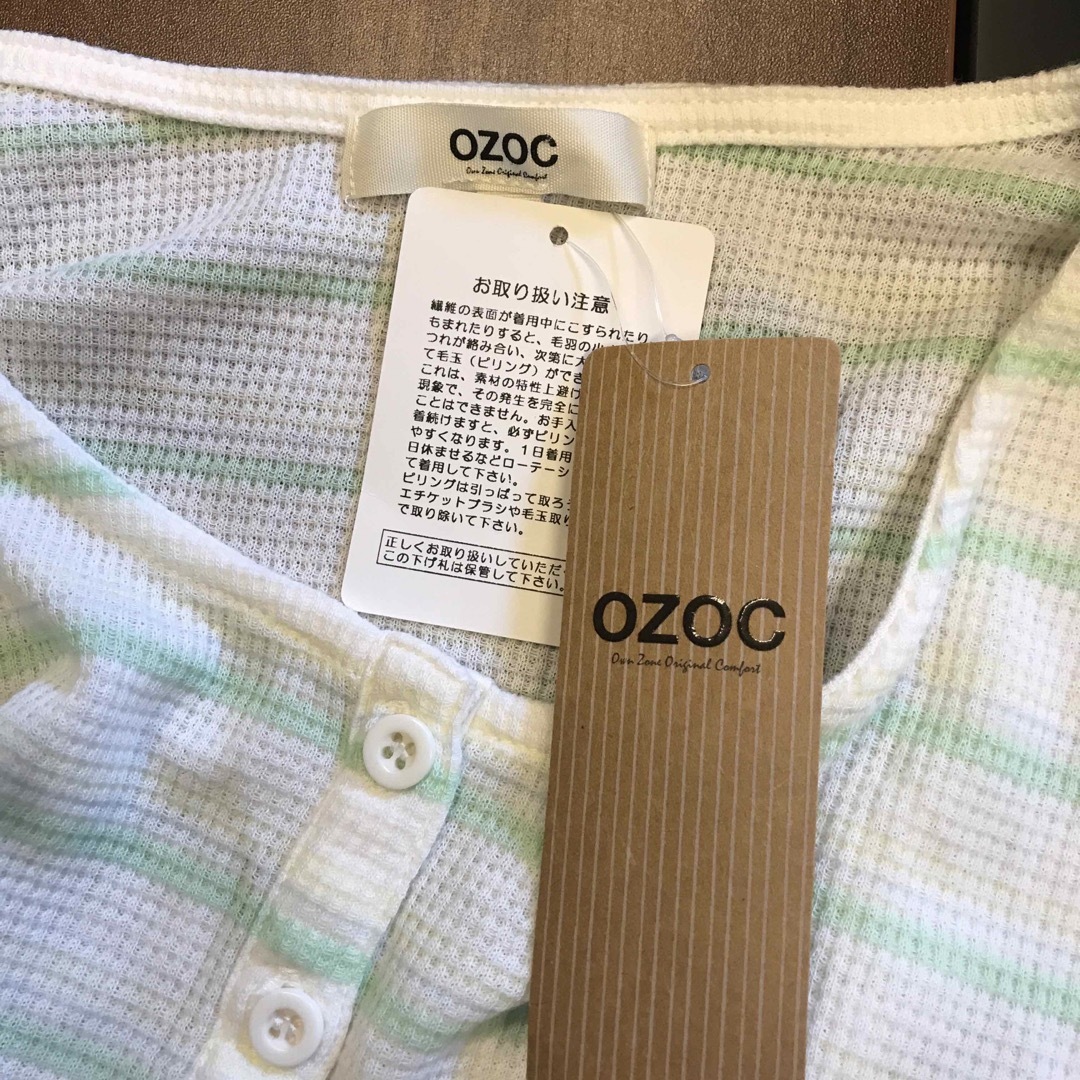 OZOC
Own Zone Original Comfort
お取り扱い注意
繊維の表面が着用中にこすられたり
もまれたりすると、毛羽の
つれが絡み合い、次第に大
て毛玉（ピリング）ができ
これは、素材の特性上避け
現象で、その発生を完全に
ことはできません。お手入
着続けますと、必ずピリン
やすくなります。1日着用
日休ませるなどローテーシ
て着用して下さい。
ピリングは引っぱって取ろ
エチケットブラシや毛玉取り
で取り除いて下さい。
正しくお取り扱いしていただ
この下げ札は保管して下さい。
OZOC
Own Zone Original Comfort